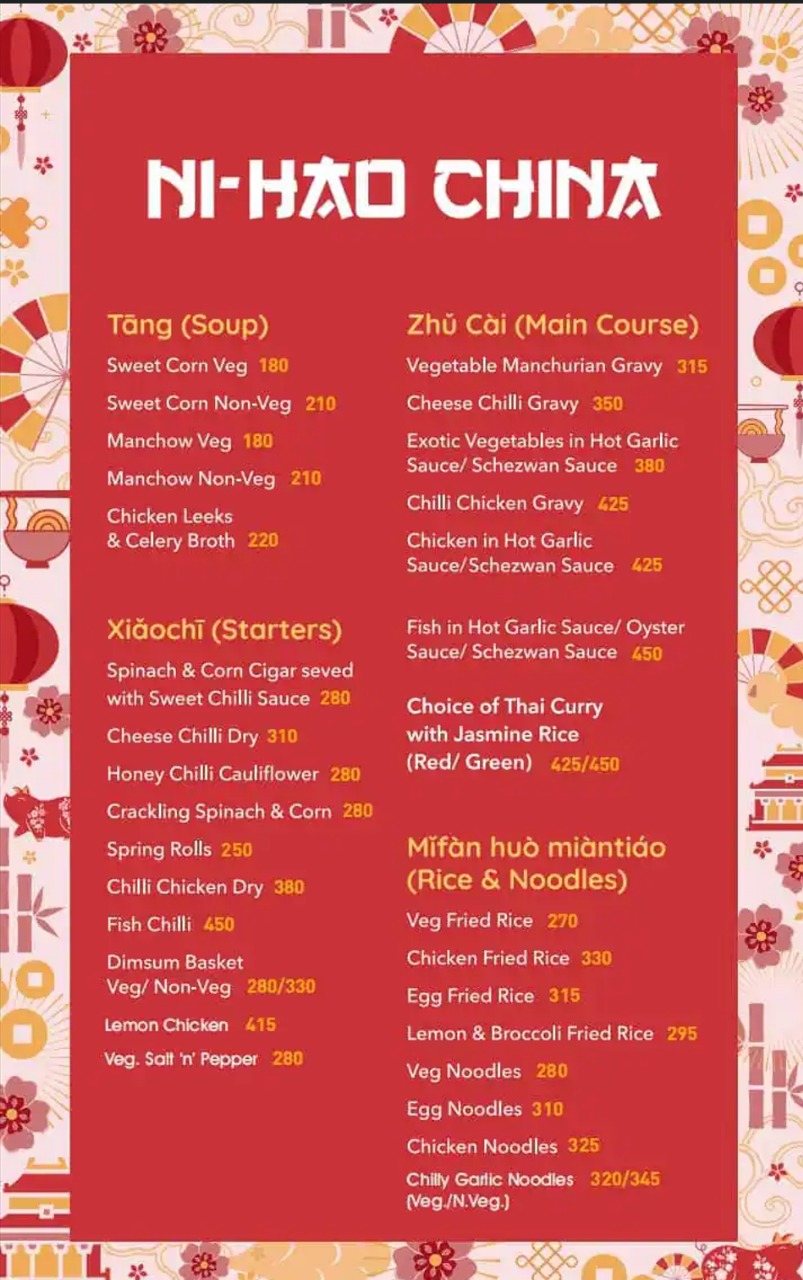 NI-HAO CHINA
Tāng (Soup)
Sweet Corn Veg 180
Sweet Corn Non-Veg 210
Manchow Veg 180
Manchow Non-Veg 210
Chicken Leeks
& Celery Broth 220
Xiǎochī (Starters)
Spinach & Corn Cigar seved
with Sweet Chilli Sauce 280
Cheese Chilli Dry 310
Honey Chilli Cauliflower 280
Crackling Spinach & Corn 280
Spring Rolls 250
Chilli Chicken Dry 380
Fish Chilli 450
Dimsum Basket
Veg/ Non-Veg 280/330
Lemon Chicken 415
Veg. Salt 'n' Pepper 280
Zhǔ Cài (Main Course)
Vegetable Manchurian Gravy 315
Cheese Chilli Gravy 350
Exotic Vegetables in Hot Garlic
Sauce/ Schezwan Sauce 380
Chilli Chicken Gravy 425
Chicken in Hot Garlic
Sauce/Schezwan Sauce 425
Fish in Hot Garlic Sauce/ Oyster
Sauce/ Schezwan Sauce 450
Choice of Thai Curry
with Jasmine Rice
(Red/ Green) 425/450
Mǐfàn huò miàntiáo
(Rice & Noodles)
Veg Fried Rice 270
Chicken Fried Rice 330
Egg Fried Rice 315
Lemon & Broccoli Fried Rice 295
Veg Noodles 280
Egg Noodles 310
Chicken Noodles 325
Chilly Garlic Noodles 320/345
(Veg./N.Veg.)